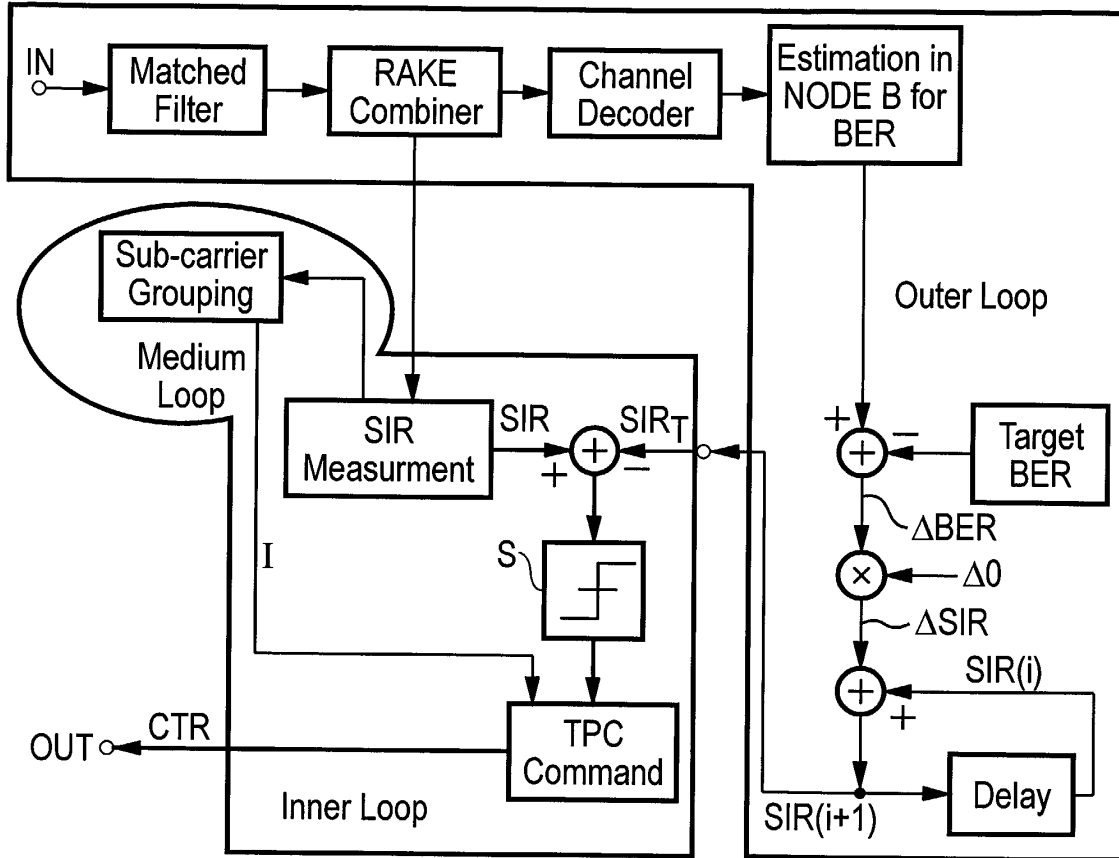 IN
Matched
Filter
RAKE
Combiner
Channel
Decoder
Estimation in
NODE B for
BER
Sub-carrier
Grouping
Outer Loop
Medium
Loop
SIR
Measurment
SIR
+
+
SIRT
−
+
−
Target
BER
ΔBER
I
S
×
Δ0
ΔSIR
SIR(i)
+
+
OUT
CTR
TPC
Command
Inner Loop
SIR(i+1)
Delay